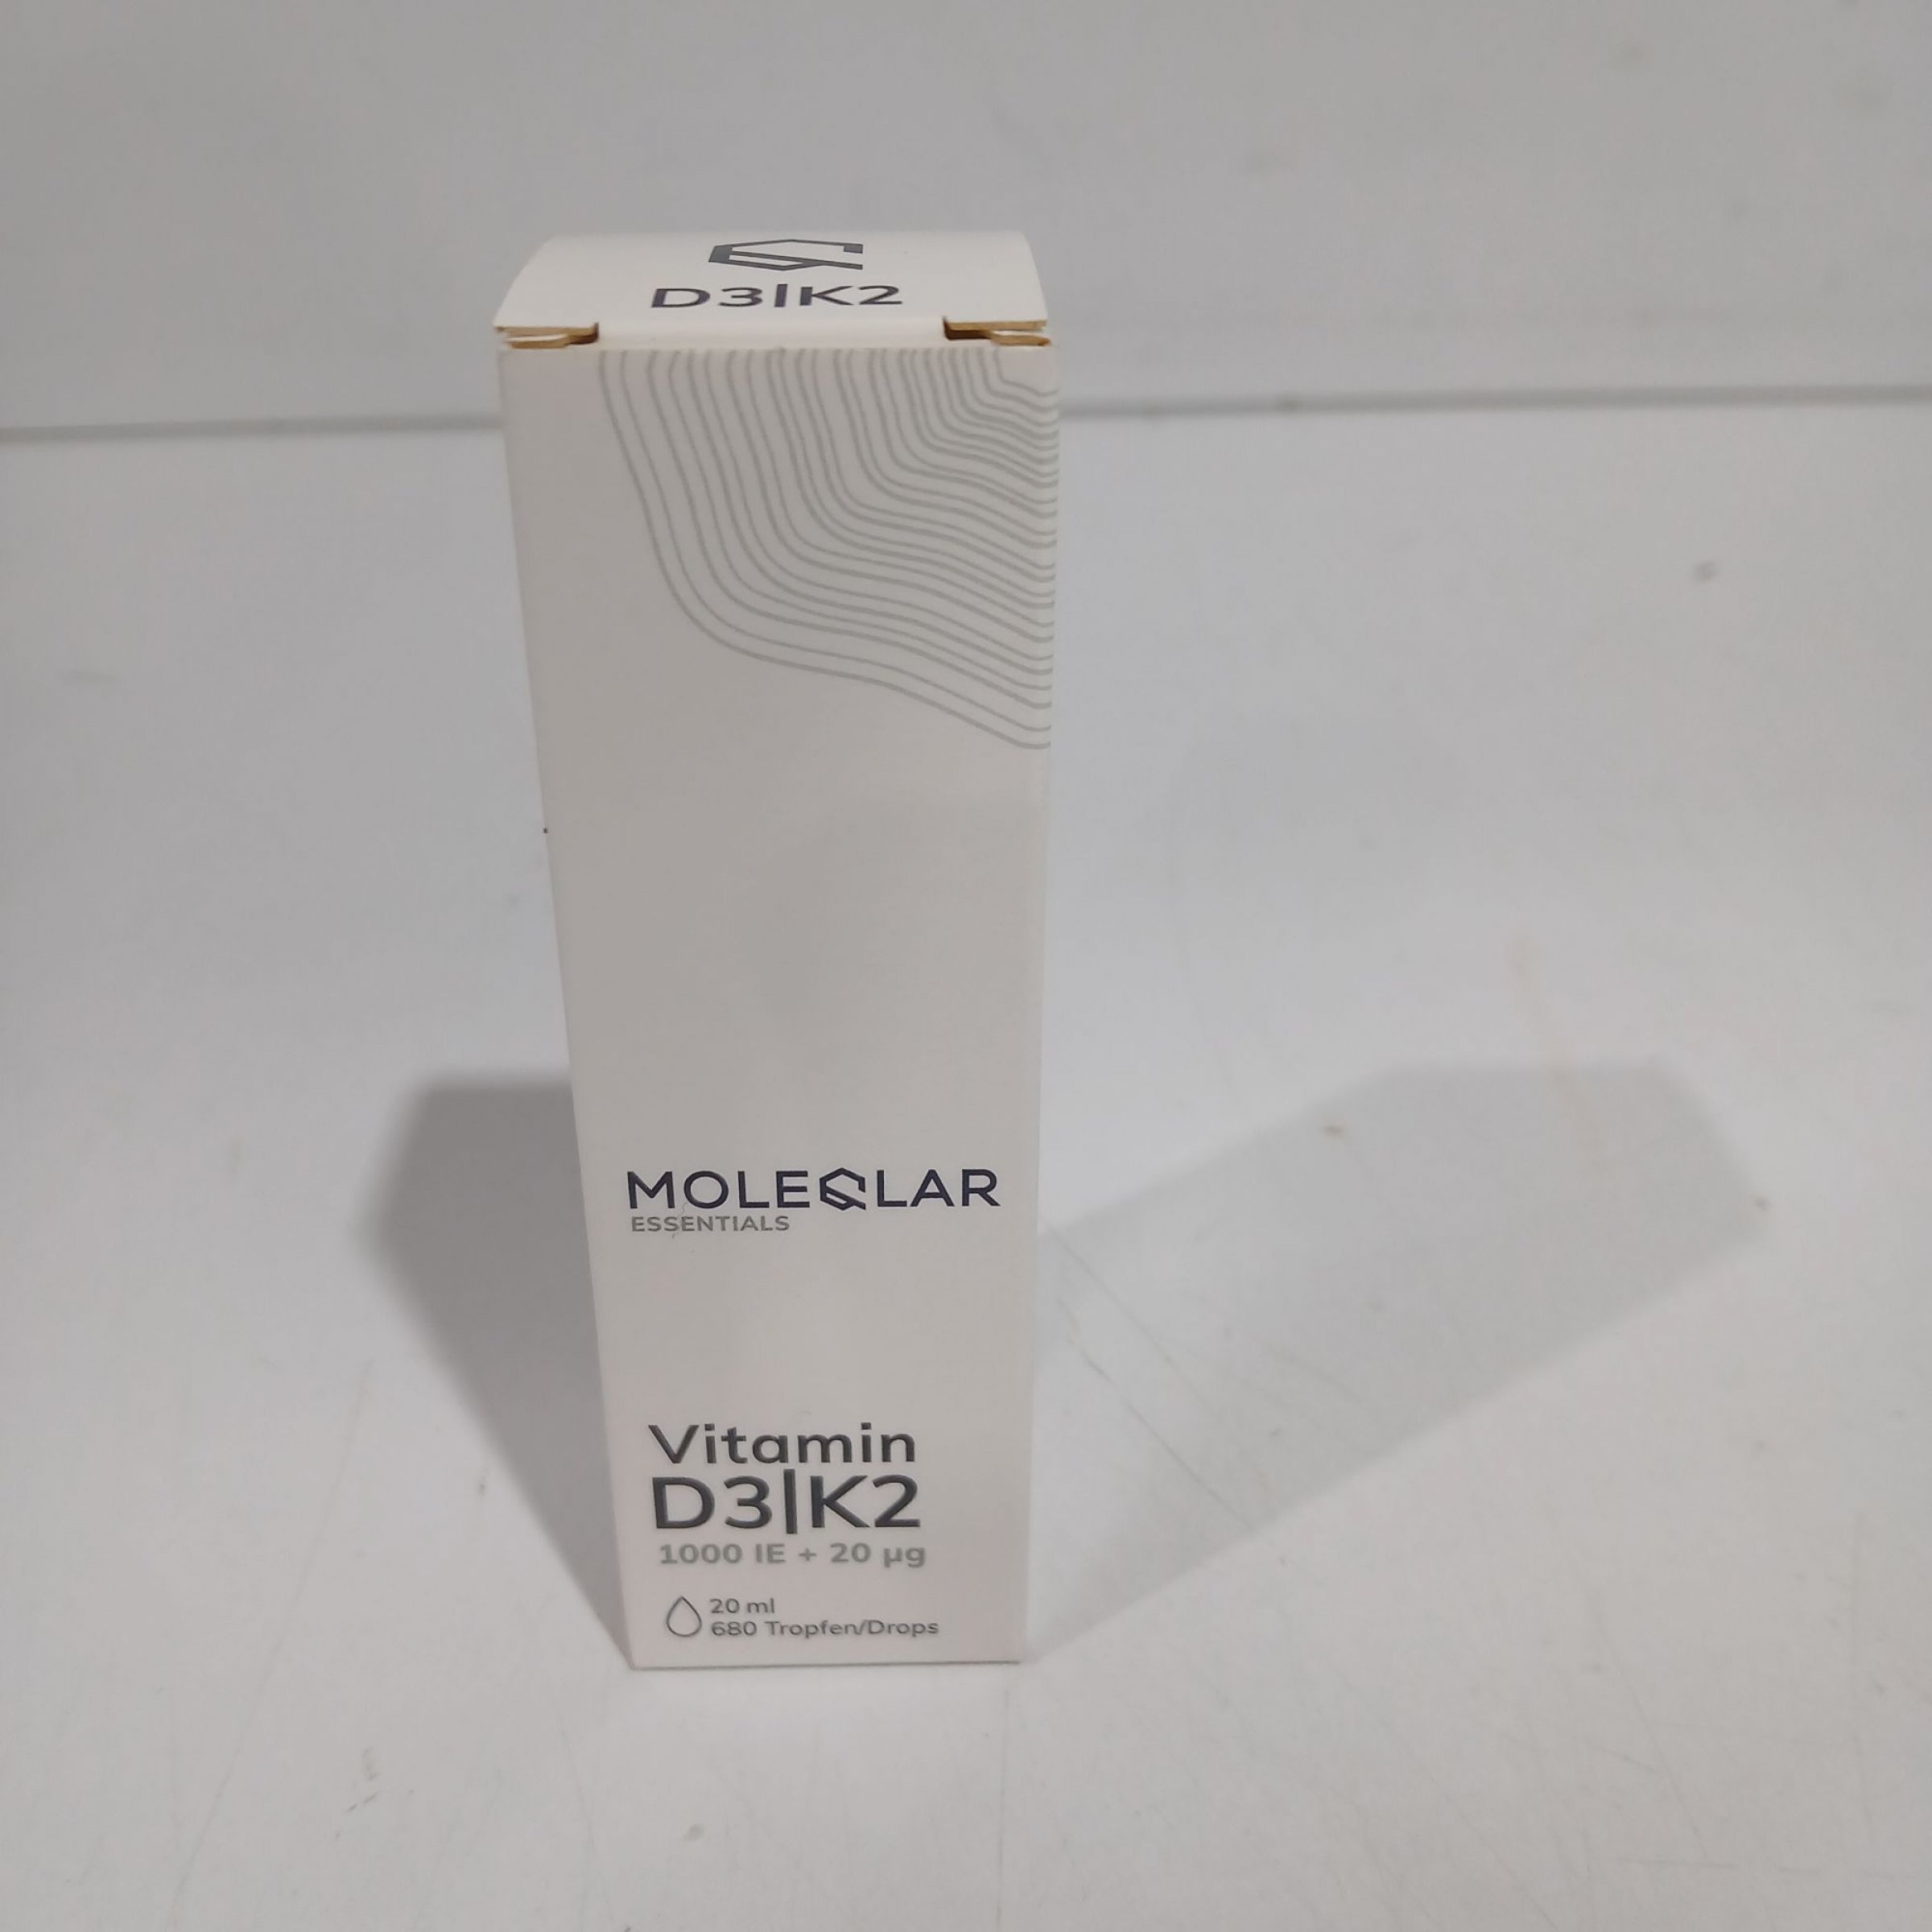 D3|K2
MOLEQLAR
ESSENTIALS
Vitamin
D3|K2
1000 IE + 20 µg
20 ml
680 Tropfen/Drops